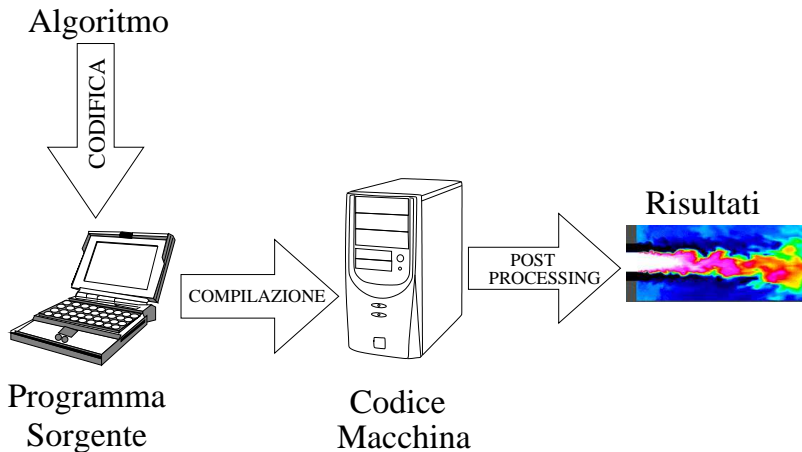 Algoritmo
CODIFICA
Programma
Sorgente
COMPILAZIONE
Codice
Macchina
POST
PROCESSING
Risultati